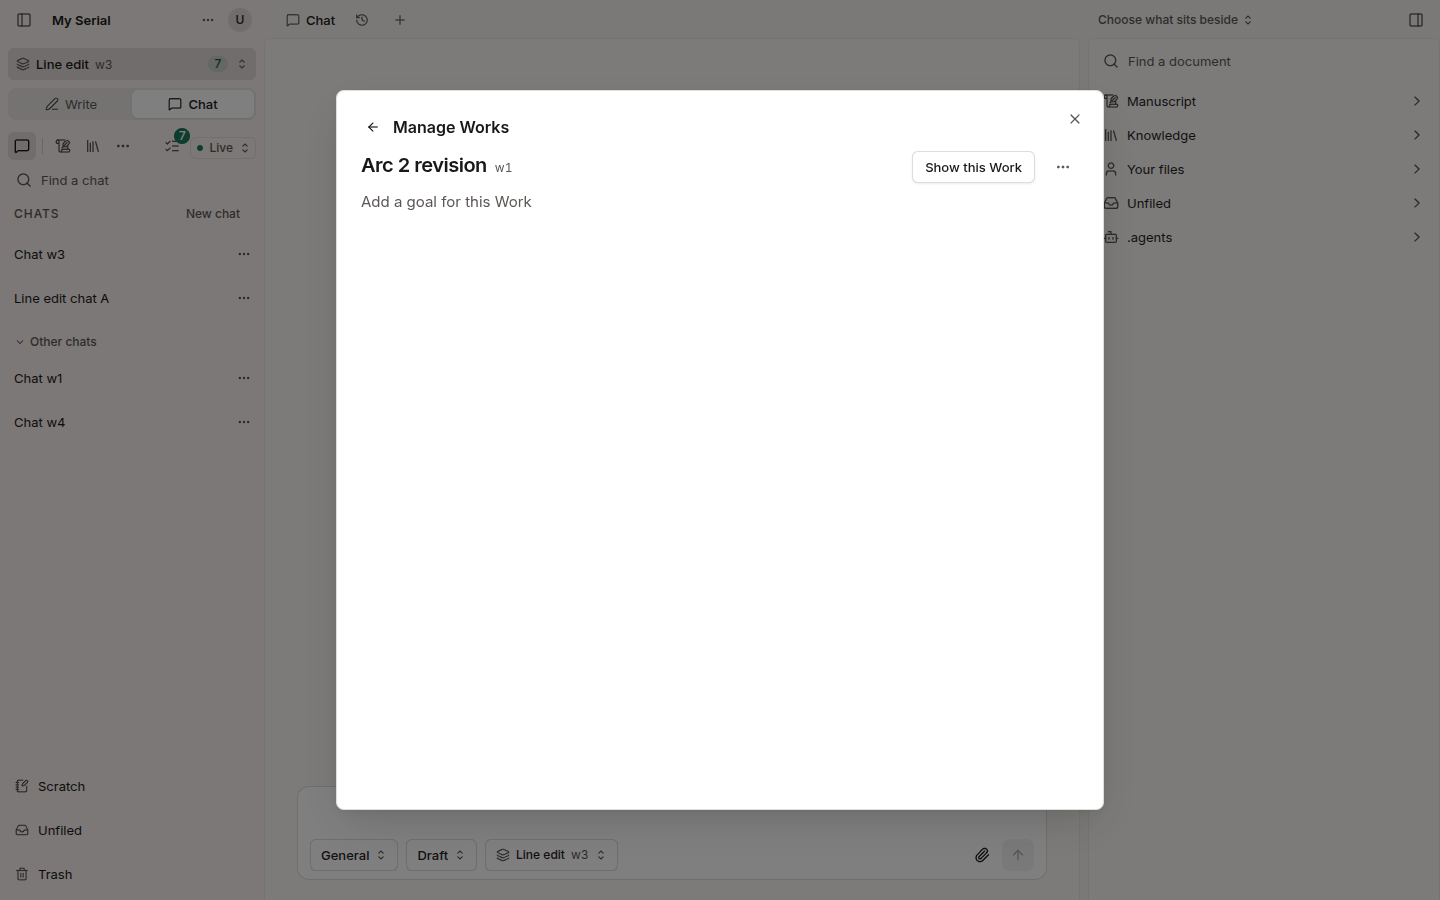 My Serial
U
Chat
Choose what sits beside
Line edit w3
7
Write
Chat
7
Live
Find a chat
CHATS
New chat
Chat w3
Line edit chat A
Other chats
Chat w1
Chat w4
Scratch
Unfiled
Trash
Manage Works
Arc 2 revision w1
Show this Work
Add a goal for this Work
General
Draft
Line edit w3
Find a document
Manuscript
Knowledge
Your files
Unfiled
.agents